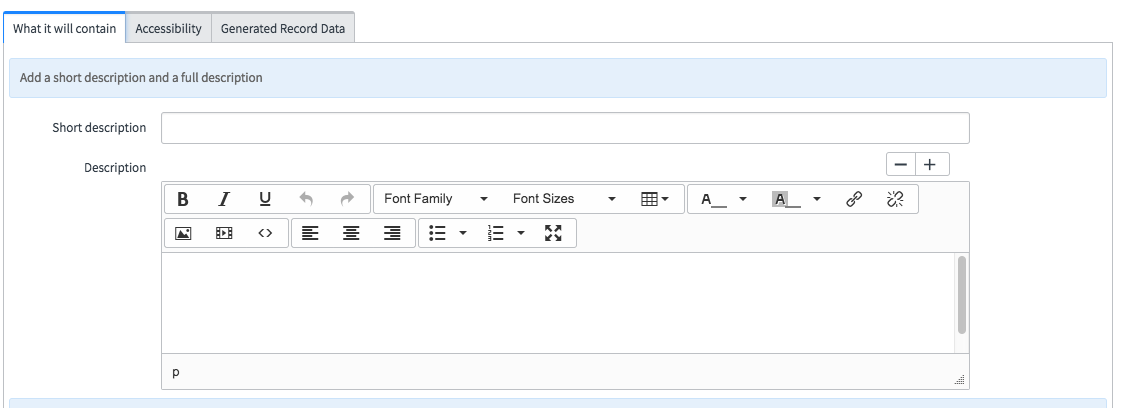 What it will contain Accessibility Generated Record Data
Add a short description and a full description
Short description
Description
B I U Font Family Font Sizes A A
p